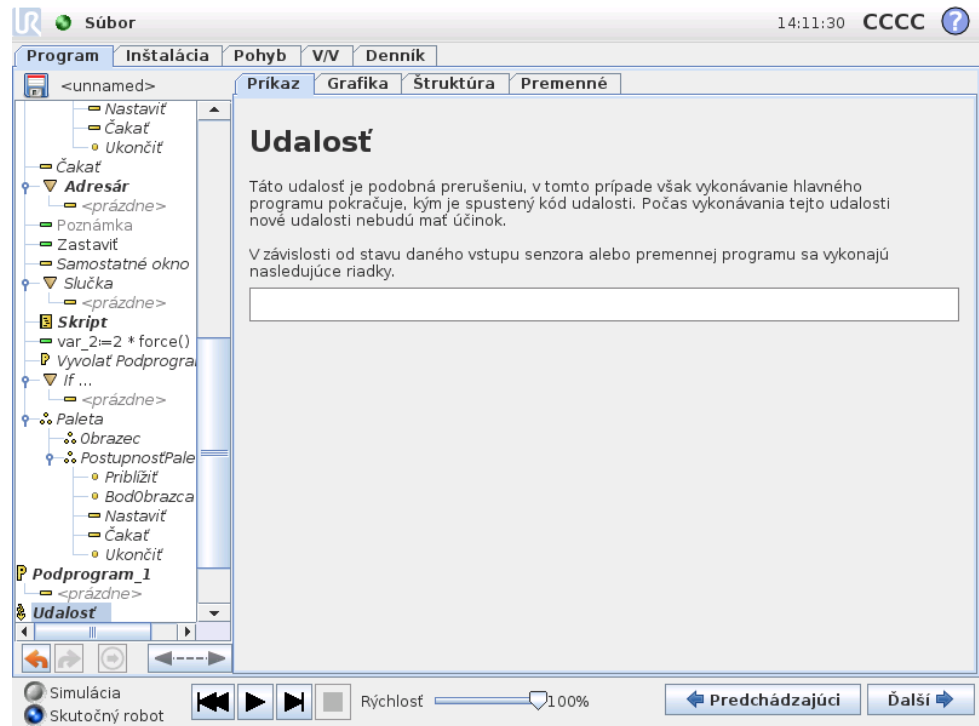 Súbor
14:11:30 CCCC ?
Program Inštalácia Pohyb V/V Denník
<unnamed>
Príkaz Grafika Štruktúra Premenné
Nastaviť
Čakať
Ukončiť
Čakať
Adresár
<prázdne>
Poznámka
Zastaviť
Samostatné okno
Slučka
<prázdne>
Skript
var_2:=2 * force()
Vyvolať Podprogra
If ...
<prázdne>
Paleta
Obrazec
PostupnosťPale
Priblížiť
BodObrazca
Nastaviť
Čakať
Ukončiť
Podprogram_1
<prázdne>
Udalosť
Udalosť
Táto udalosť je podobná prerušeniu, v tomto prípade však vykonávanie hlavného
programu pokračuje, kým je spustený kód udalosti. Počas vykonávania tejto udalosti
nové udalosti nebudú mať účinok.
V závislosti od stavu daného vstupu senzora alebo premennej programu sa vykonajú
nasledujúce riadky.
Simulácia
Skutočný robot
Rýchlosť 100%
Predchádzajúci
Ďalší